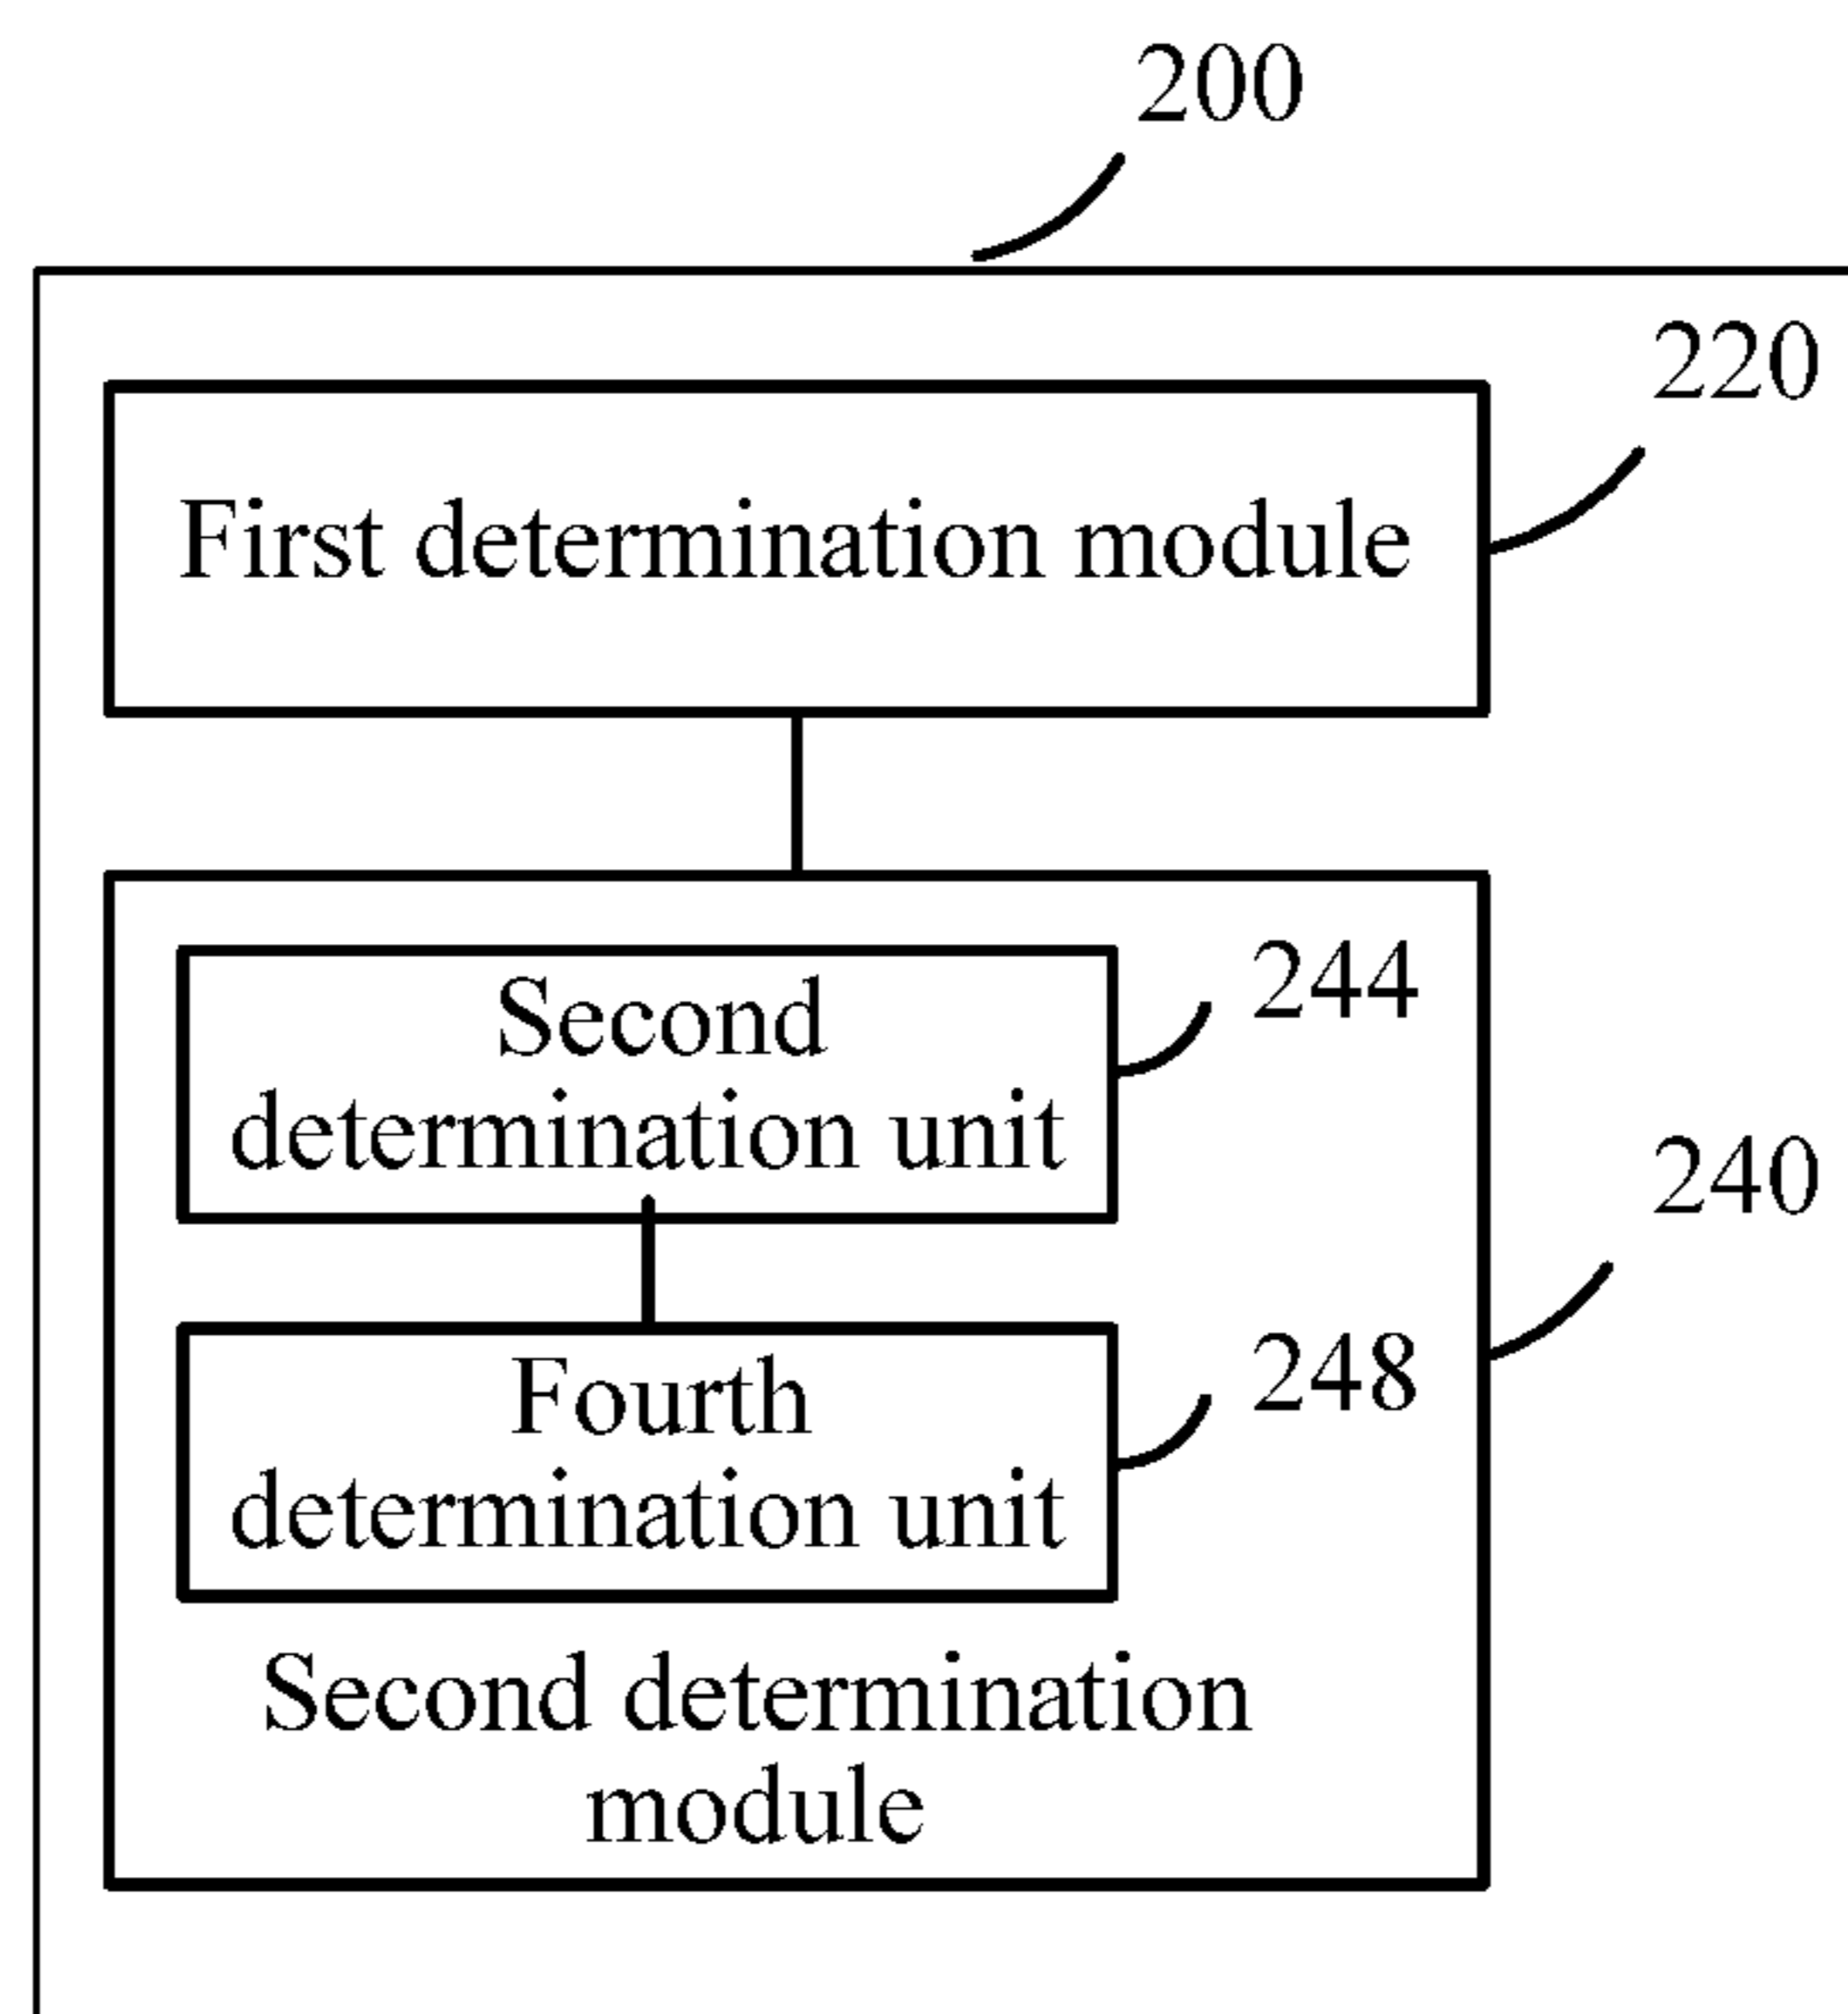 200
220
First determination module
244
Second
determination unit
240
248
Fourth
determination unit
Second determination
module